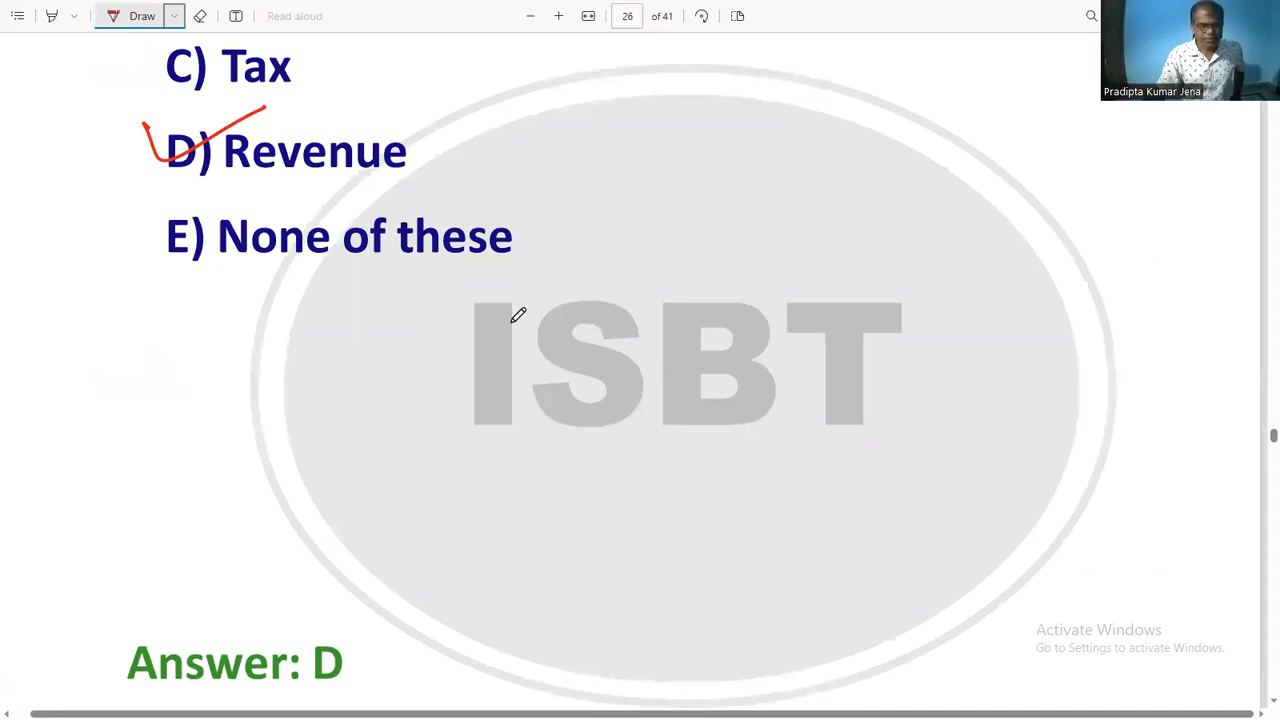 Draw
Read aloud
26 of 41
C) Tax
Pradipta Kumar Jena
D) Revenue
E) None of these
ISBT
Activate Windows
Go to Settings to activate Windows.
Answer: D